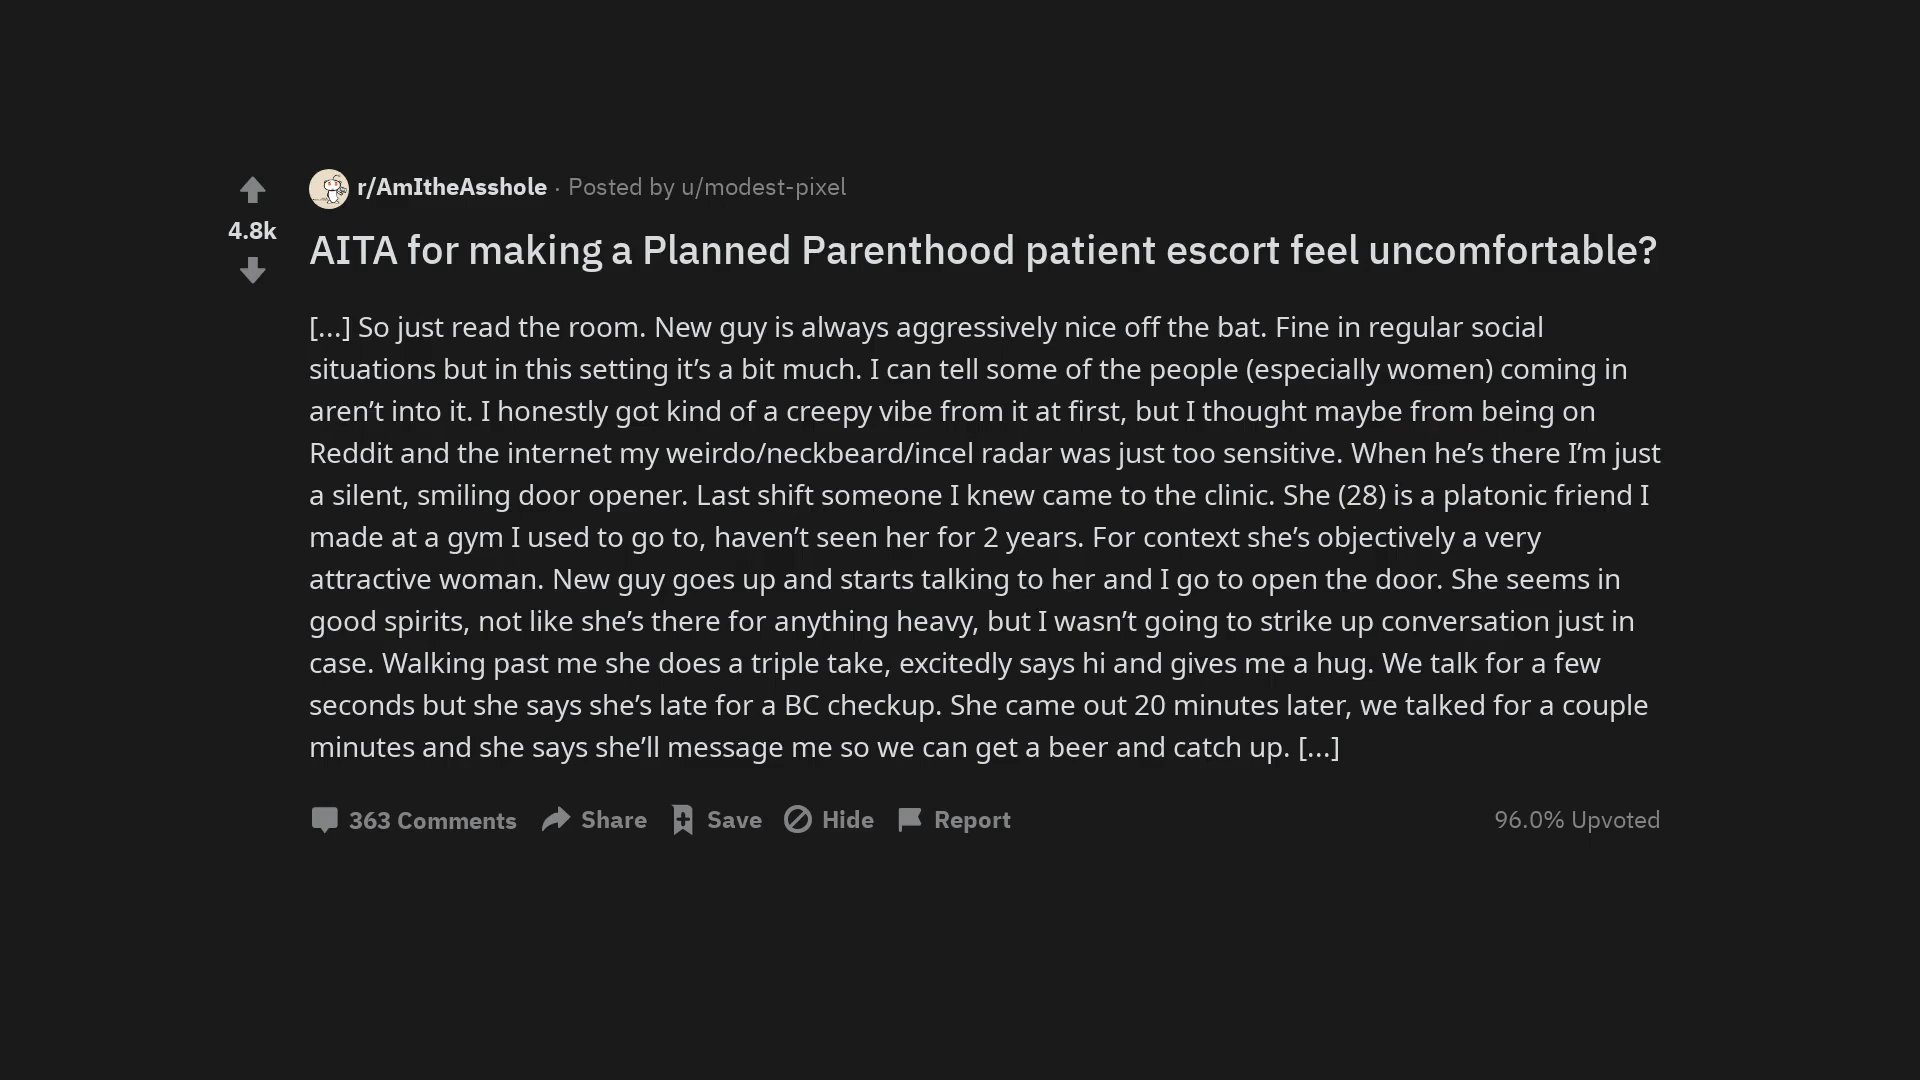 r/AmItheAsshole · Posted by u/modest-pixel
4.8k
AITA for making a Planned Parenthood patient escort feel uncomfortable?
[...] So just read the room. New guy is always aggressively nice off the bat. Fine in regular social
situations but in this setting it’s a bit much. I can tell some of the people (especially women) coming in
aren’t into it. I honestly got kind of a creepy vibe from it at first, but I thought maybe from being on
Reddit and the internet my weirdo/neckbeard/incel radar was just too sensitive. When he’s there I’m just
a silent, smiling door opener. Last shift someone I knew came to the clinic. She (28) is a platonic friend I
made at a gym I used to go to, haven’t seen her for 2 years. For context she’s objectively a very
attractive woman. New guy goes up and starts talking to her and I go to open the door. She seems in
good spirits, not like she’s there for anything heavy, but I wasn’t going to strike up conversation just in
case. Walking past me she does a triple take, excitedly says hi and gives me a hug. We talk for a few
seconds but she says she’s late for a BC checkup. She came out 20 minutes later, we talked for a couple
minutes and she says she’ll message me so we can get a beer and catch up. [...]
363 Comments Share Save Hide Report 96.0% Upvoted